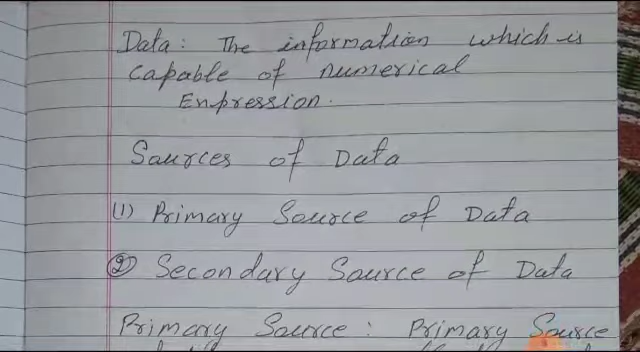 Data: The information which is
capable of numerical
Expression.
Sources of Data
(1) Primary Source of Data
(2) Secondary Source of Data
Primary Source: Primary Source